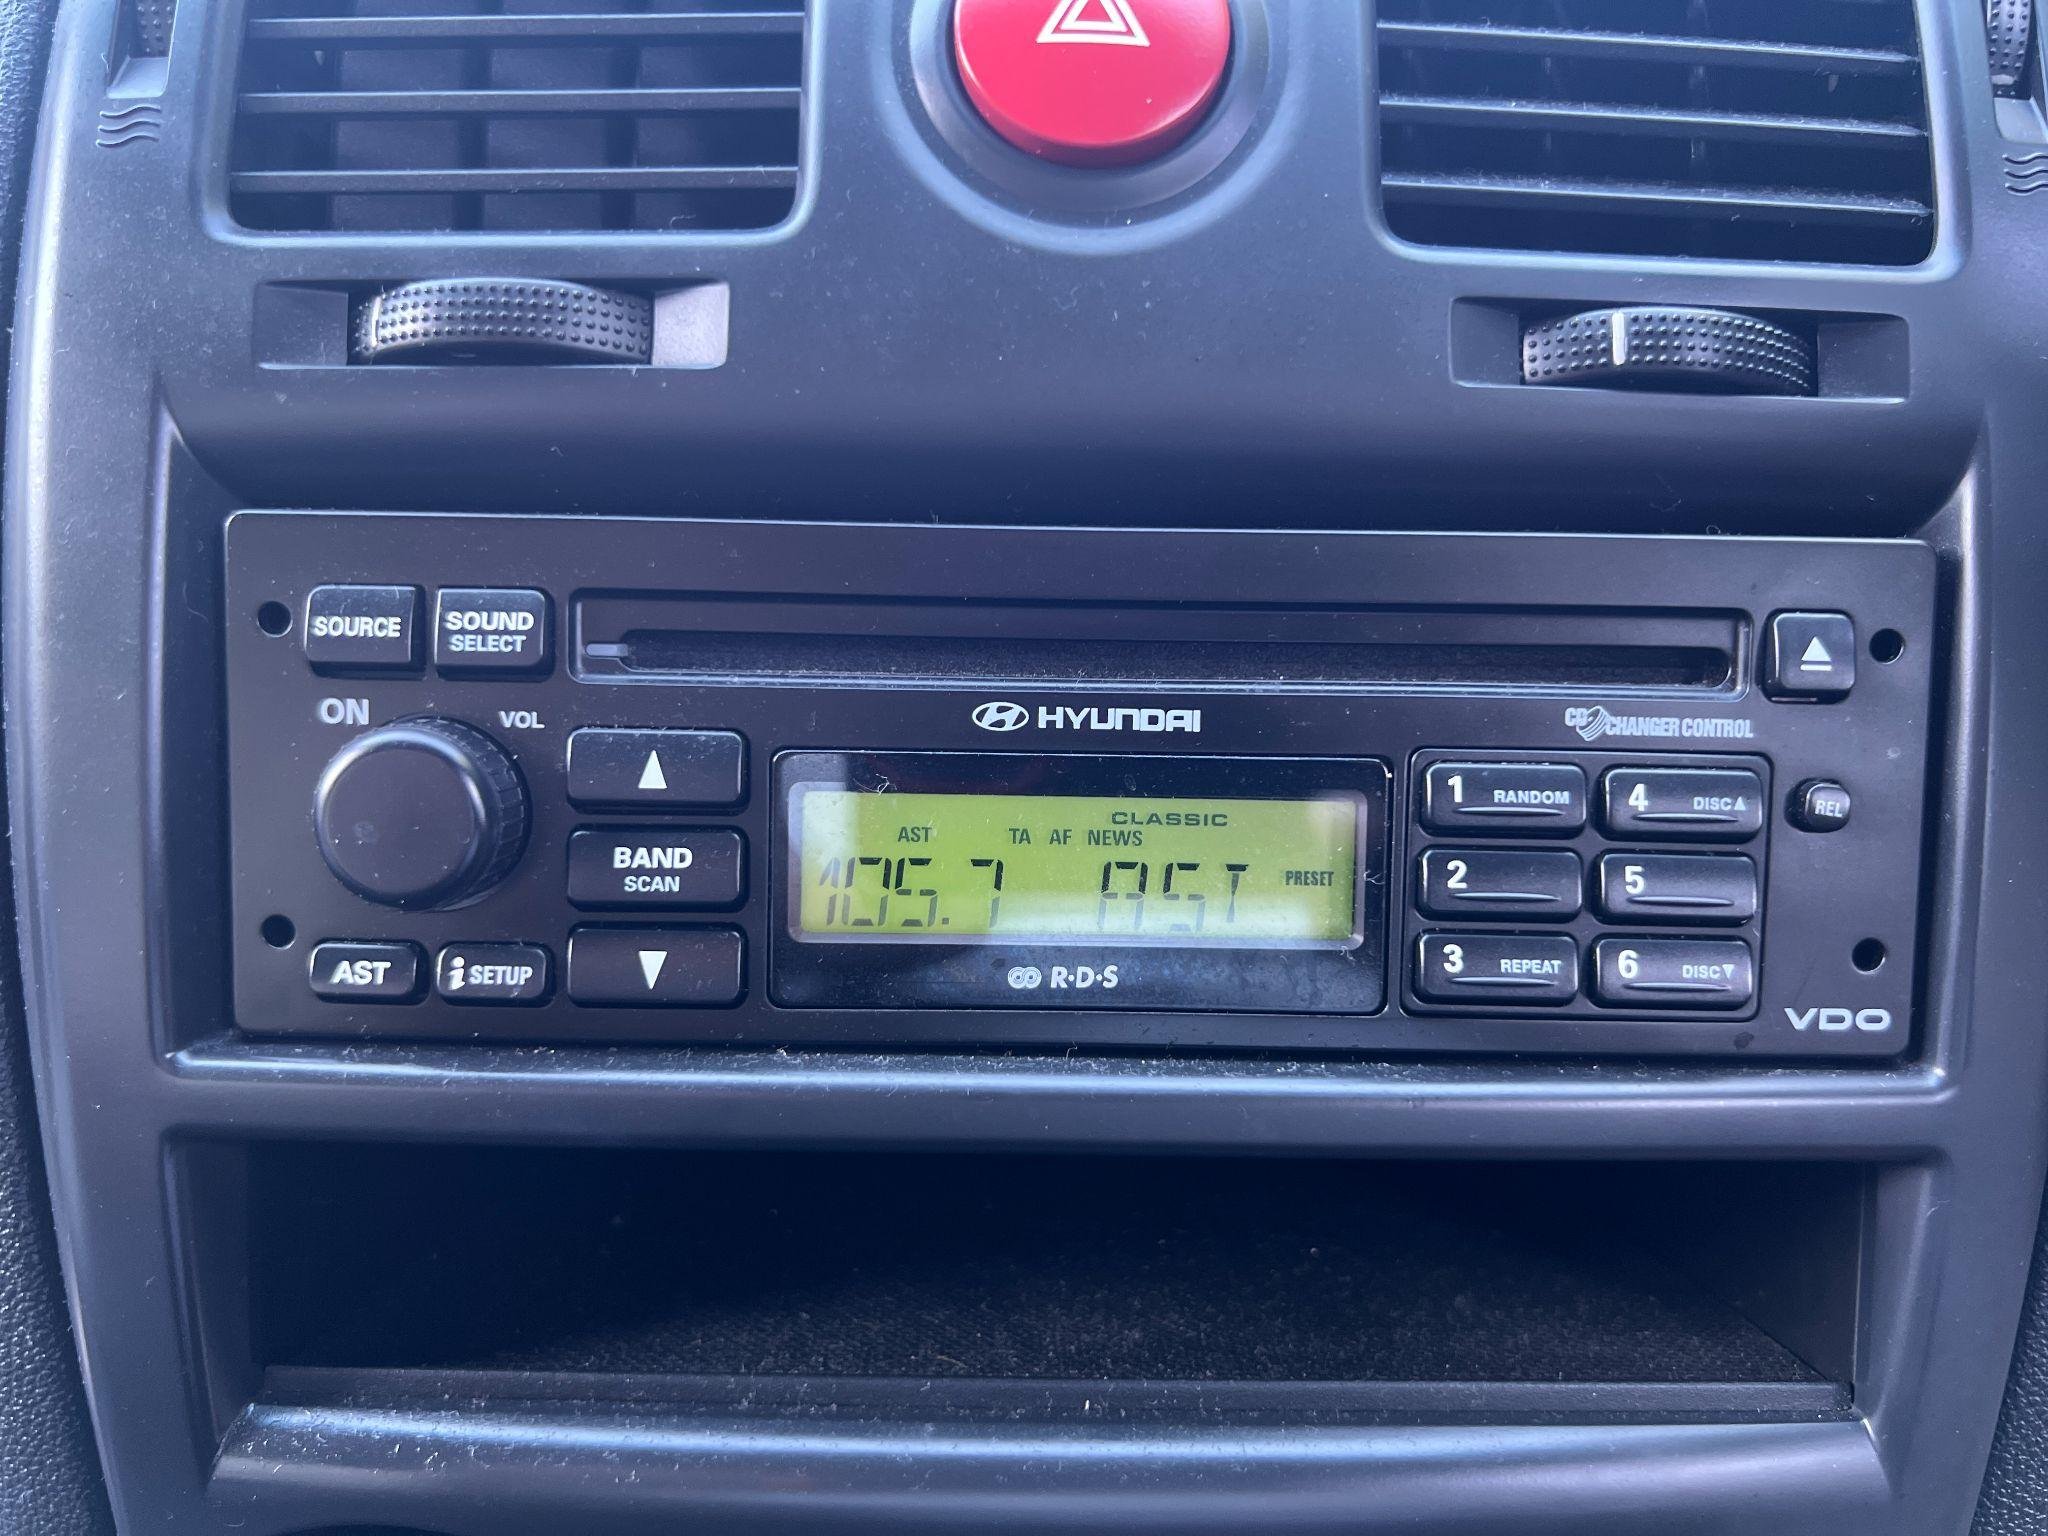 SOURCE
SOUND
SELECT
ON
VOL
HYUNDAI
CD CHANGER CONTROL
BAND
SCAN
CLASSIC
AST TA AF NEWS
105.7 AST PRESET
R·D·S
1 RANDOM
4 DISC▲
2
5
3 REPEAT
6 DISC▼
REL
AST
i SETUP
VDO